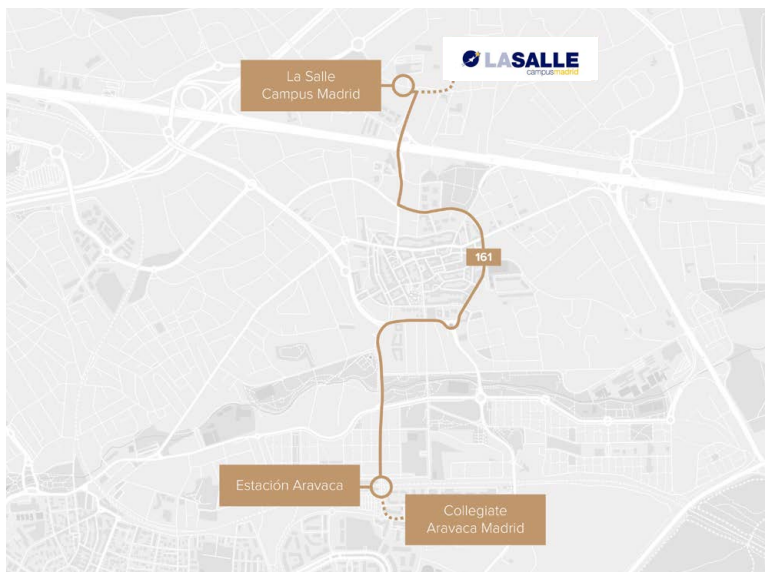 LASALLE
campusmadrid
La Salle
Campus Madrid
161
Estación Aravaca
Collegiate
Aravaca Madrid